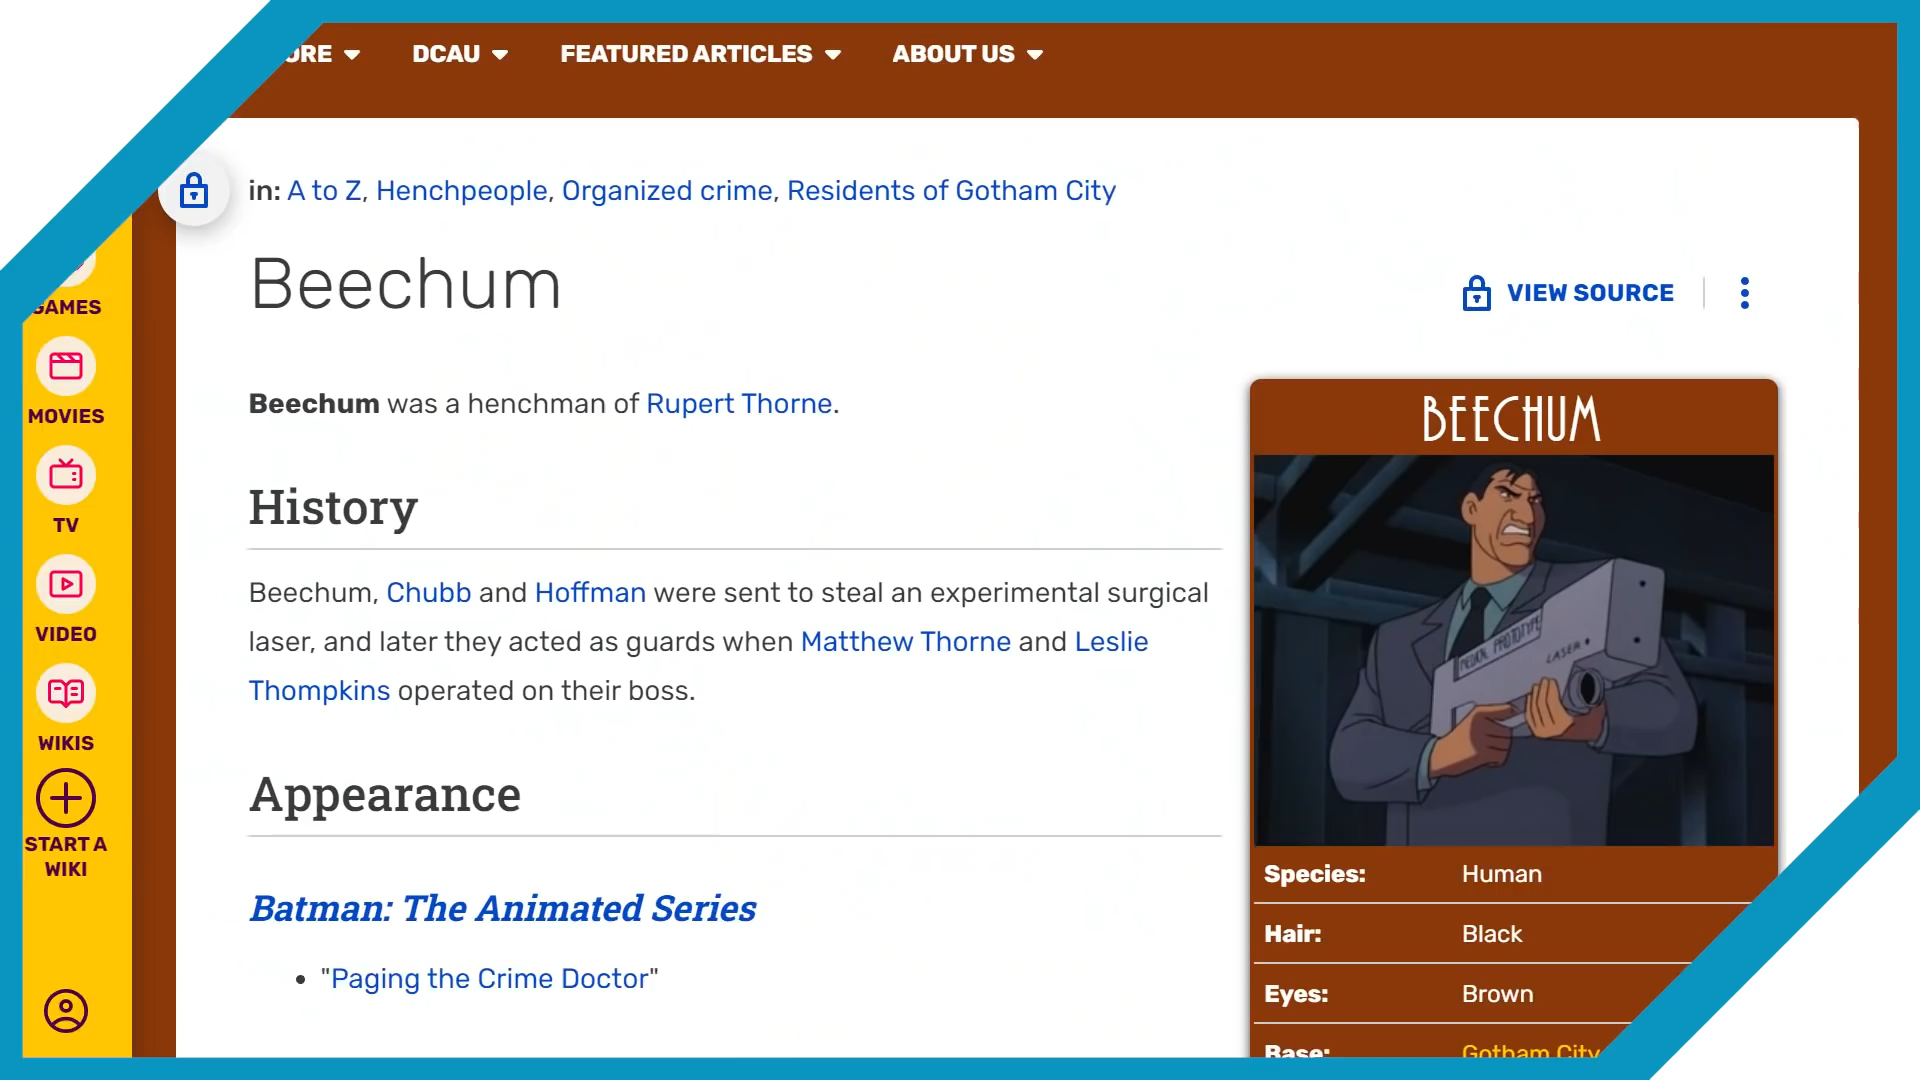 ORE
DCAU
FEATURED ARTICLES
ABOUT US
in: A to Z, Henchpeople, Organized crime, Residents of Gotham City
Beechum
VIEW SOURCE
GAMES
MOVIES
TV
VIDEO
WIKIS
START A
WIKI
Beechum was a henchman of Rupert Thorne.
History
Beechum, Chubb and Hoffman were sent to steal an experimental surgical
laser, and later they acted as guards when Matthew Thorne and Leslie
Thompkins operated on their boss.
Appearance
Batman: The Animated Series
• "Paging the Crime Doctor"
BEECHUM
PROTOTYPE
LASER
Species: Human
Hair: Black
Eyes: Brown
Base: Gotham City